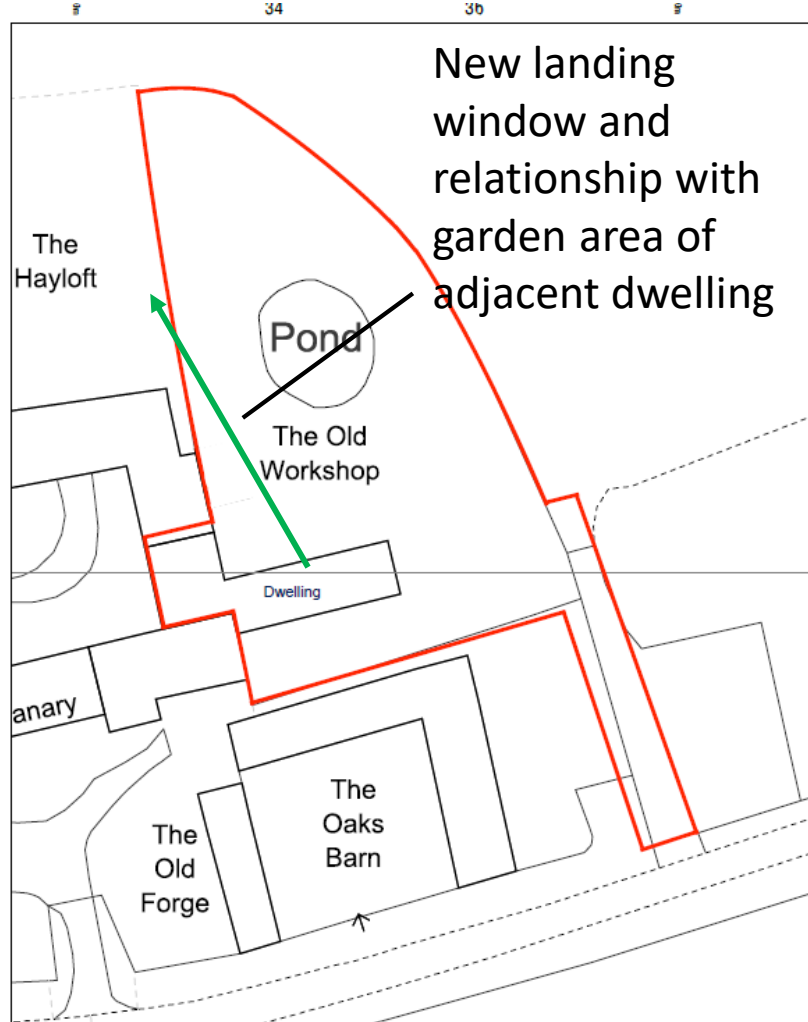 34
36
New landing
window and
relationship with
garden area of
adjacent dwelling
The
Hayloft
Pond
The Old
Workshop
Dwelling
anary
The
Oaks
Barn
The
Old
Forge